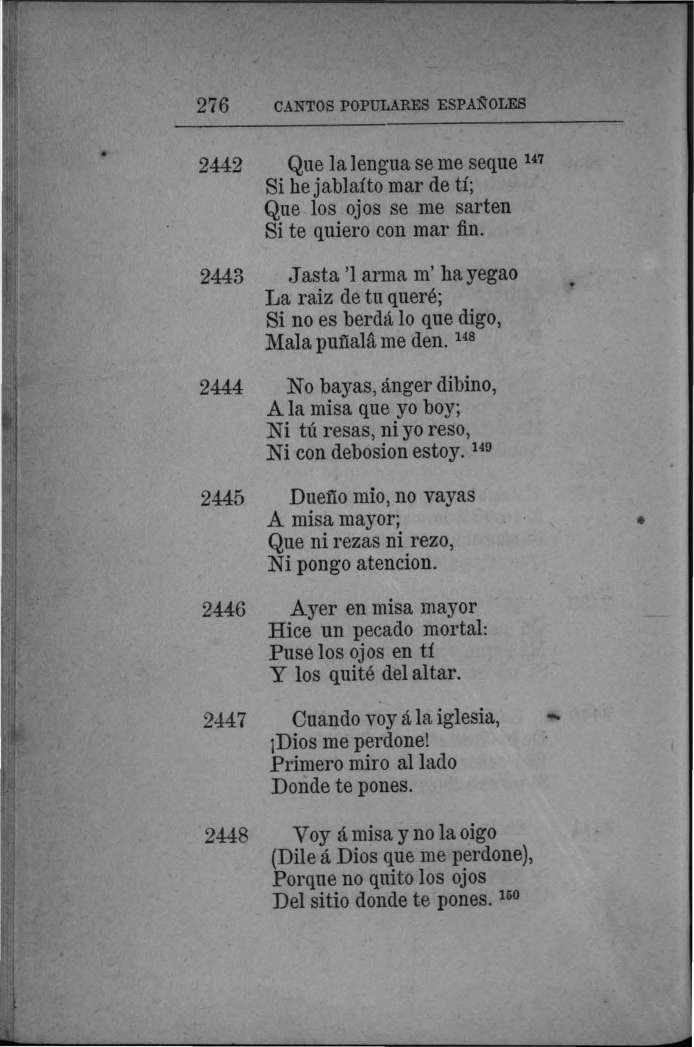 276 CANTOS POPULARES ESPAÑOLES
2442 Que la lengua se me seque 147
Si he jablaíto mar de tí;
Que los ojos se me sarten
Si te quiero con mar fin.
2443 Jasta 'l arma m' ha yegao
La raiz de tu queré;
Si no es berdá lo que digo,
Mala puñalâ me den. 148
2444 No bayas, ánger dibino,
A la misa que yo boy;
Ni tú resas, ni yo reso,
Ni con debosion estoy. 149
2445 Dueño mio, no vayas
A misa mayor;
Que ni rezas ni rezo,
Ni pongo atencion.
2446 Ayer en misa mayor
Hice un pecado mortal:
Puse los ojos en tí
Y los quité del altar.
2447 Cuando voy á la iglesia,
¡Dios me perdone!
Primero miro al lado
Donde te pones.
2448 Voy á misa y no la oigo
(Dile á Dios que me perdone),
Porque no quito los ojos
Del sitio donde te pones. 150